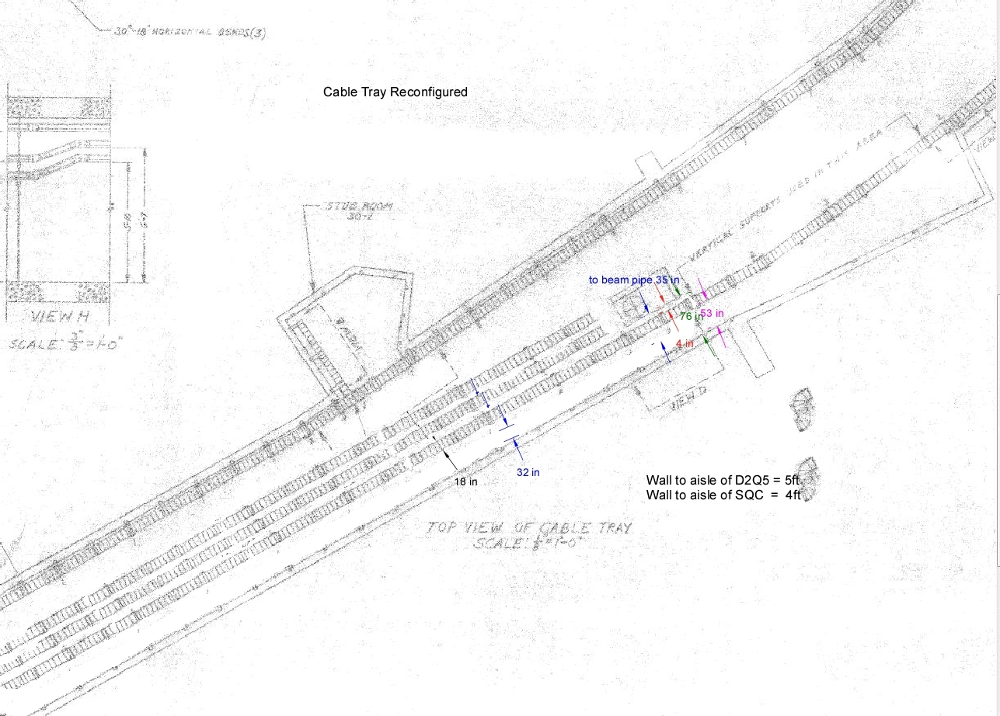 30°-18" HORIZONTAL BENDS(3)
Cable Tray Reconfigured
STUB ROOM
VERTICAL SUPPORTS USED IN THIS AREA
VIEW
to beam pipe 35 in
76 in
53 in
4 in
VIEW H
SCALE: 3/8"=1'-0"
VIEW D
32 in
18 in
Wall to aisle of D2Q5 = 5ft
Wall to aisle of SQC = 4ft
TOP VIEW OF CABLE TRAY
SCALE: 1/8"=1'-0"